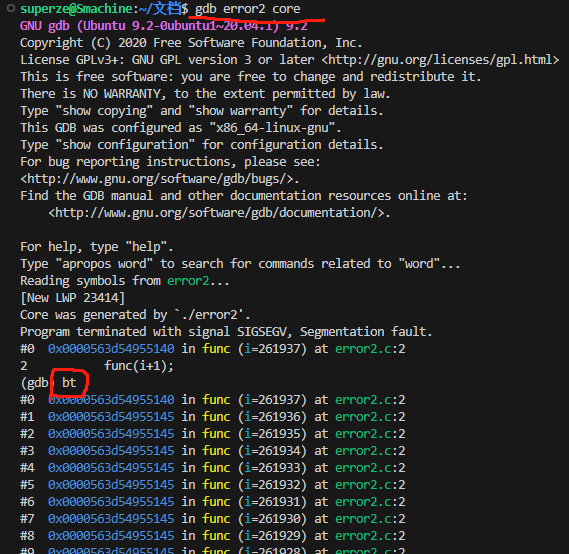 superze@Smachine:~/文档$ gdb error2 core
GNU gdb (Ubuntu 9.2-0ubuntu1~20.04.1) 9.2
Copyright (C) 2020 Free Software Foundation, Inc.
License GPLv3+: GNU GPL version 3 or later <http://gnu.org/licenses/gpl.html>
This is free software: you are free to change and redistribute it.
There is NO WARRANTY, to the extent permitted by law.
Type "show copying" and "show warranty" for details.
This GDB was configured as "x86_64-linux-gnu".
Type "show configuration" for configuration details.
For bug reporting instructions, please see:
<http://www.gnu.org/software/gdb/bugs/>.
Find the GDB manual and other documentation resources online at:
    <http://www.gnu.org/software/gdb/documentation/>.

For help, type "help".
Type "apropos word" to search for commands related to "word"...
Reading symbols from error2...
[New LWP 23414]
Core was generated by `./error2'.
Program terminated with signal SIGSEGV, Segmentation fault.
#0  0x0000563d54955140 in func (i=261937) at error2.c:2
2           func(i+1);
(gdb) bt
#0  0x0000563d54955140 in func (i=261937) at error2.c:2
#1  0x0000563d54955145 in func (i=261936) at error2.c:2
#2  0x0000563d54955145 in func (i=261935) at error2.c:2
#3  0x0000563d54955145 in func (i=261934) at error2.c:2
#4  0x0000563d54955145 in func (i=261933) at error2.c:2
#5  0x0000563d54955145 in func (i=261932) at error2.c:2
#6  0x0000563d54955145 in func (i=261931) at error2.c:2
#7  0x0000563d54955145 in func (i=261930) at error2.c:2
#8  0x0000563d54955145 in func (i=261929) at error2.c:2
#9  0x0000563d54955145 in func (i=261928) at error2.c:2